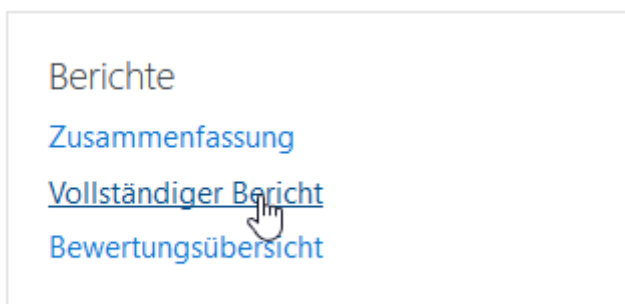 Berichte
Zusammenfassung
Vollständiger Bericht
Bewertungsübersicht